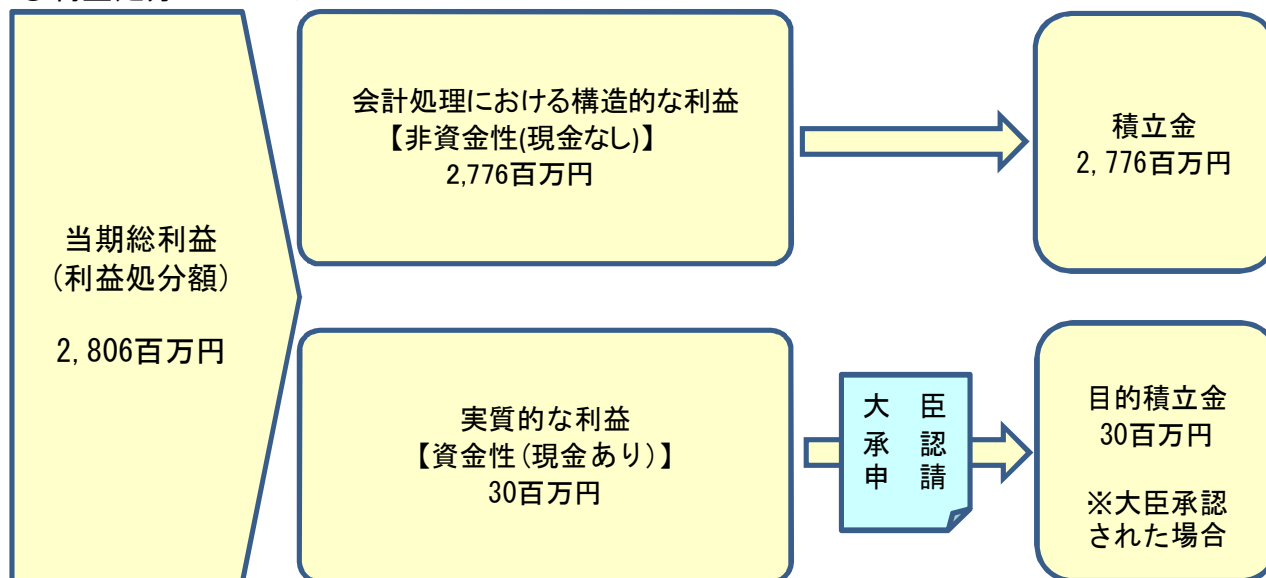 当期総利益
(利益処分額)
2,806百万円
会計処理における構造的な利益
【非資金性(現金なし)】
2,776百万円
積立金
2,776百万円
実質的な利益
【資金性(現金あり)】
30百万円
大　臣
承　認
申　請
目的積立金
30百万円
※大臣承認
された場合